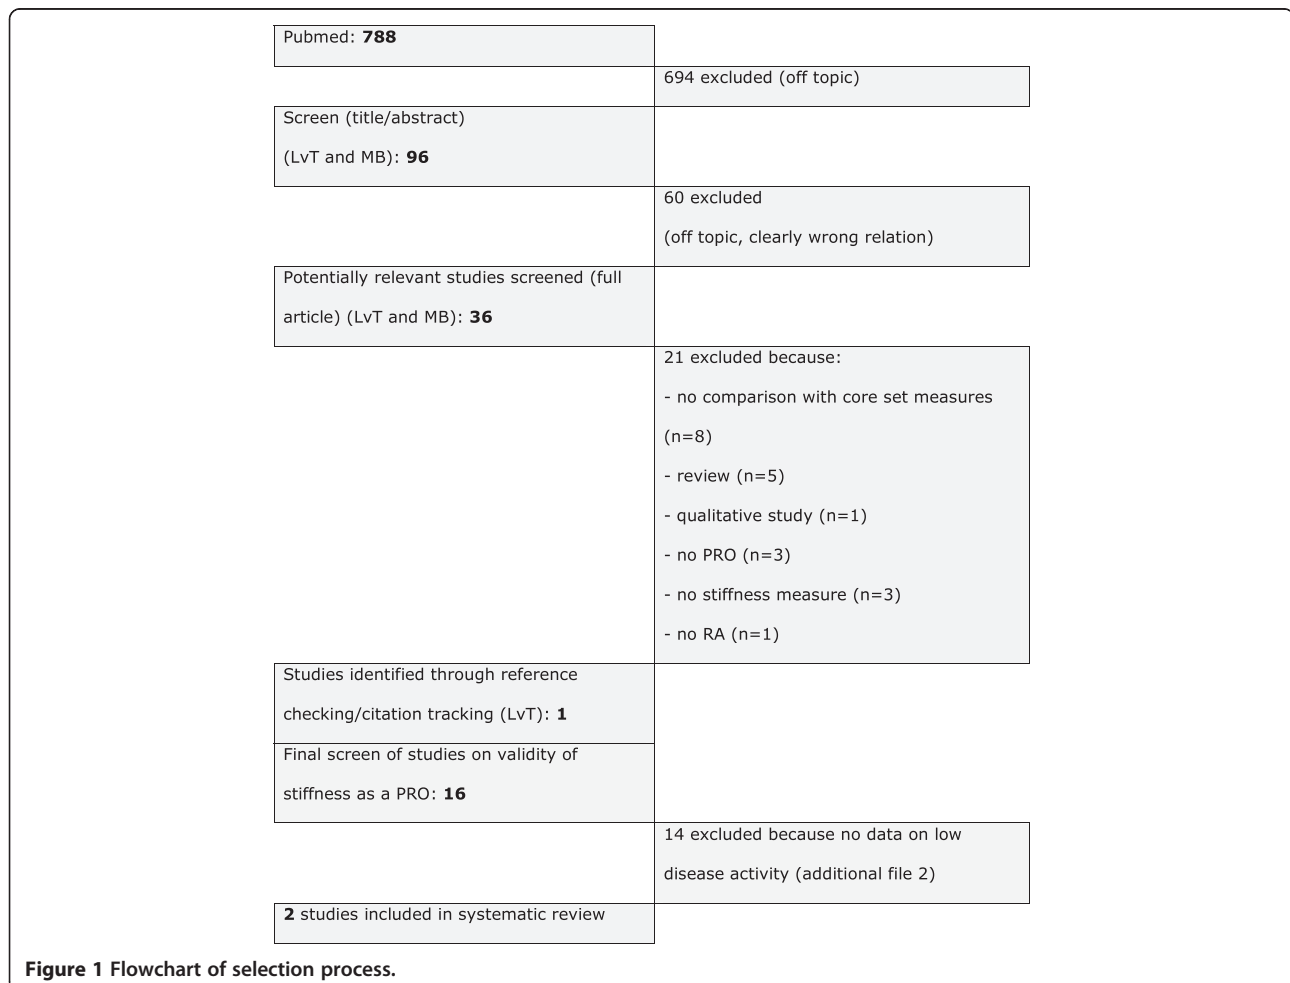 Pubmed: 788
694 excluded (off topic)
Screen (title/abstract)
(LvT and MB): 96
60 excluded
(off topic, clearly wrong relation)
Potentially relevant studies screened (full
article) (LvT and MB): 36
21 excluded because:
- no comparison with core set measures
(n=8)
- review (n=5)
- qualitative study (n=1)
- no PRO (n=3)
- no stiffness measure (n=3)
- no RA (n=1)
Studies identified through reference
checking/citation tracking (LvT): 1
Final screen of studies on validity of
stiffness as a PRO: 16
14 excluded because no data on low
disease activity (additional file 2)
2 studies included in systematic review
Figure 1 Flowchart of selection process.